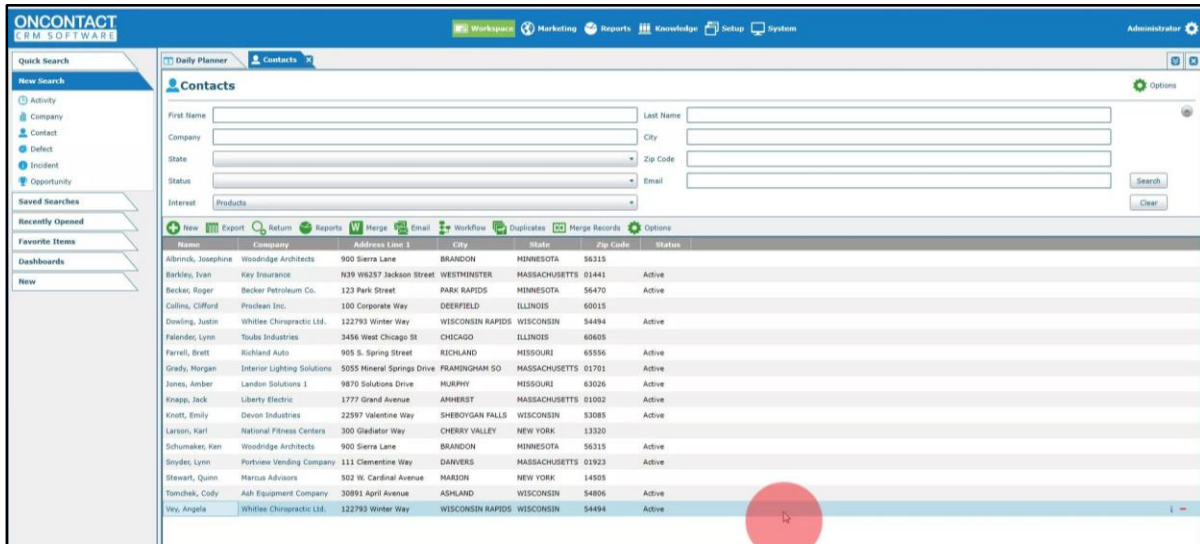 ONCONTACT
CRM SOFTWARE
Workspace Marketing Reports Knowledge Setup System
Administrator
Quick Search
New Search
Activity
Company
Contact
Defect
Incident
Opportunity
Saved Searches
Recently Opened
Favorite Items
Dashboards
New
Daily Planner Contacts X
Contacts
Options
First Name Last Name
Company City
State Zip Code
Status Email Search
Interest Products Clear
New Export Return Reports Merge Email Workflow Duplicates Merge Records Options
Name Company Address Line 1 City State Zip Code Status
Albrinck, Josephine Woodridge Architects 900 Sierra Lane BRANDON MINNESOTA 56315
Barkley, Ivan Key Insurance N39 W6257 Jackson Street WESTMINSTER MASSACHUSETTS 01441 Active
Becker, Roger Becker Petroleum Co. 123 Park Street PARK RAPIDS MINNESOTA 56470 Active
Collins, Clifford Proclean Inc. 100 Corporate Way DEERFIELD ILLINOIS 60015
Dowling, Justin Whitlee Chiropractic Ltd. 122793 Winter Way WISCONSIN RAPIDS WISCONSIN 54494 Active
Falender, Lynn Toubs Industries 3456 West Chicago St CHICAGO ILLINOIS 60605
Farrell, Brett Richland Auto 905 S. Spring Street RICHLAND MISSOURI 65556 Active
Grady, Morgan Interior Lighting Solutions 5055 Mineral Springs Drive FRAMINGHAM SO MASSACHUSETTS 01701 Active
Jones, Amber Landon Solutions 1 9870 Solutions Drive MURPHY MISSOURI 63026 Active
Knapp, Jack Liberty Electric 1777 Grand Avenue AMHERST MASSACHUSETTS 01002 Active
Knott, Emily Devon Industries 22597 Valentine Way SHEBOYGAN FALLS WISCONSIN 53085 Active
Larson, Karl National Fitness Centers 300 Gladiator Way CHERRY VALLEY NEW YORK 13320
Schumaker, Ken Woodridge Architects 900 Sierra Lane BRANDON MINNESOTA 56315 Active
Snyder, Lynn Portview Vending Company 111 Clementine Way DANVERS MASSACHUSETTS 01923 Active
Stewart, Quinn Marcus Advisors 502 W. Cardinal Avenue MARION NEW YORK 14505
Tomchek, Cody Ash Equipment Company 30891 April Avenue ASHLAND WISCONSIN 54806 Active
Vey, Angela Whitlee Chiropractic Ltd. 122793 Winter Way WISCONSIN RAPIDS WISCONSIN 54494 Active